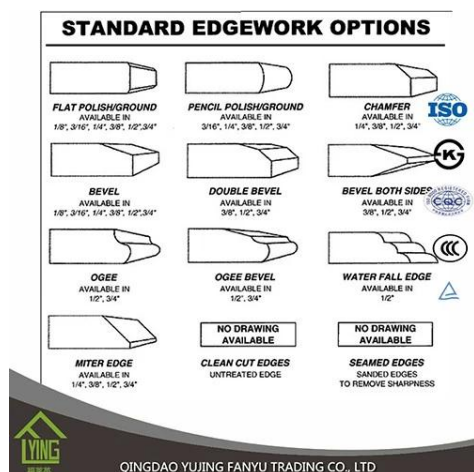 STANDARD EDGEWORK OPTIONS
FLAT POLISH/GROUND
AVAILABLE IN
1/8", 3/16", 1/4", 3/8", 1/2",3/4"
PENCIL POLISH/GROUND
AVAILABLE IN
3/16", 1/4", 3/8", 1/2", 3/4"
CHAMFER
AVAILABLE IN
1/4", 3/8", 1/2", 3/4"
ISO
BEVEL
AVAILABLE IN
1/8", 3/16", 1/4", 3/8", 1/2",3/4"
DOUBLE BEVEL
AVAILABLE IN
3/8", 1/2", 3/4"
BEVEL BOTH SIDES
AVAILABLE IN
3/8", 1/2", 3/4"
K
CQC
OGEE
AVAILABLE IN
1/2", 3/4"
OGEE BEVEL
AVAILABLE IN
1/2", 3/4"
WATER FALL EDGE
AVAILABLE IN
1/2"
CCC
MITER EDGE
AVAILABLE IN
1/4", 3/8", 1/2", 3/4"
NO DRAWING
AVAILABLE
CLEAN CUT EDGES
UNTREATED EDGE
NO DRAWING
AVAILABLE
SEAMED EDGES
SANDED EDGES
TO REMOVE SHARPNESS
YING
QINGDAO YUJING FANYU TRADING CO., LTD